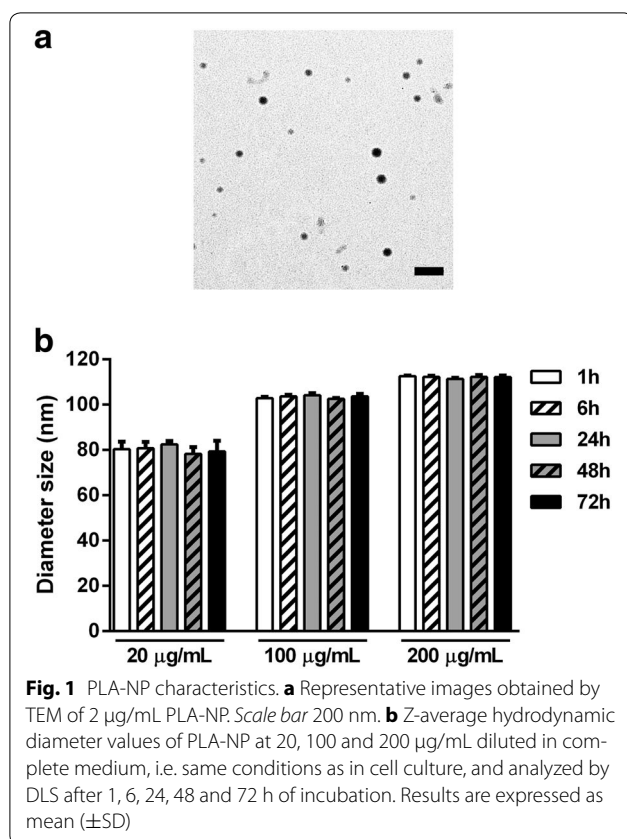 a
b
120
100
80
60
40
20
0
Diameter size (nm)
1h
6h
24h
48h
72h
20 µg/mL
100 µg/mL
200 µg/mL
Fig. 1 PLA-NP characteristics. a Representative images obtained by
TEM of 2 µg/mL PLA-NP. Scale bar 200 nm. b Z-average hydrodynamic
diameter values of PLA-NP at 20, 100 and 200 µg/mL diluted in com-
plete medium, i.e. same conditions as in cell culture, and analyzed by
DLS after 1, 6, 24, 48 and 72 h of incubation. Results are expressed as
mean (±SD)